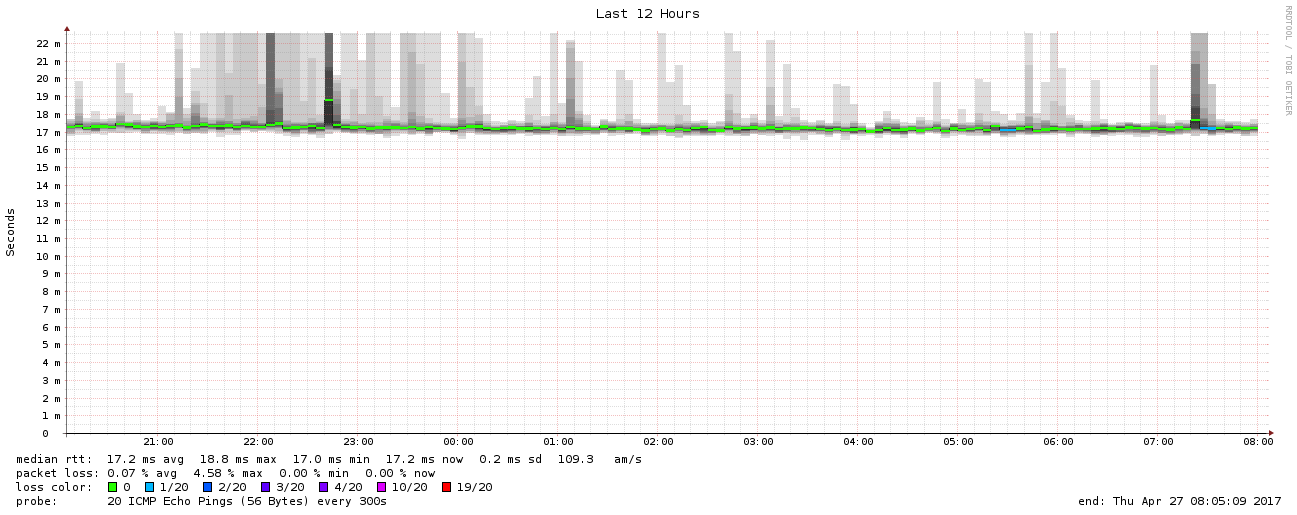 Last 12 Hours
RRDTOOL / TOBI OETIKER
Seconds
22 m
21 m
20 m
19 m
18 m
17 m
16 m
15 m
14 m
13 m
12 m
11 m
10 m
9 m
8 m
7 m
6 m
5 m
4 m
3 m
2 m
1 m
0
21:00 22:00 23:00 00:00 01:00 02:00 03:00 04:00 05:00 06:00 07:00 08:00
median rtt: 17.2 ms avg 18.8 ms max 17.0 ms min 17.2 ms now 0.2 ms sd 109.3 am/s
packet loss: 0.07 % avg 4.58 % max 0.00 % min 0.00 % now
loss color: 0 1/20 2/20 3/20 4/20 10/20 19/20
probe: 20 ICMP Echo Pings (56 Bytes) every 300s end: Thu Apr 27 08:05:09 2017